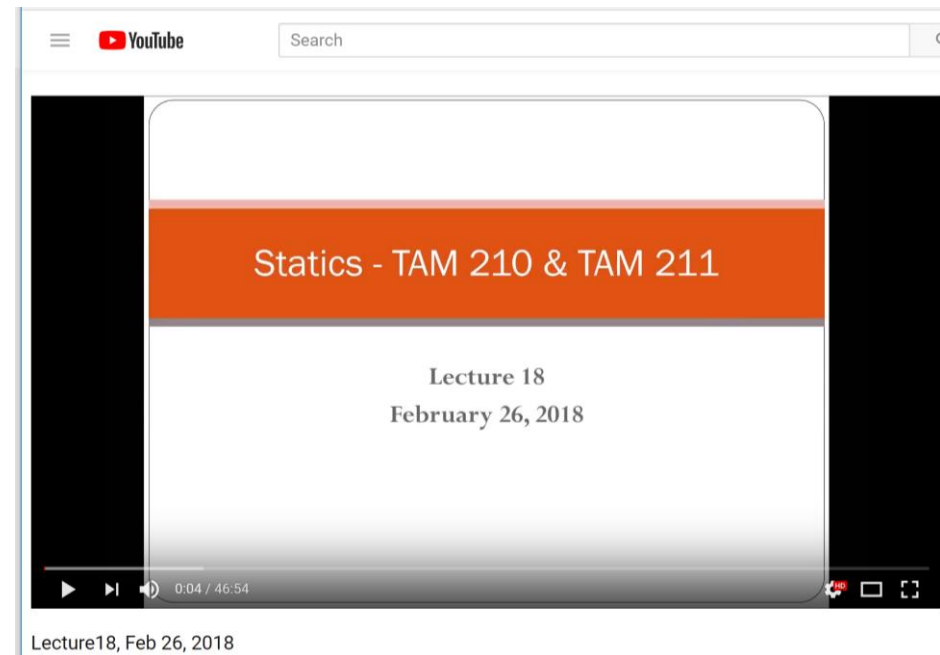 YouTube
Search
Statics - TAM 210 & TAM 211
Lecture 18
February 26, 2018
0:04 / 46:54
HD
Lecture18, Feb 26, 2018